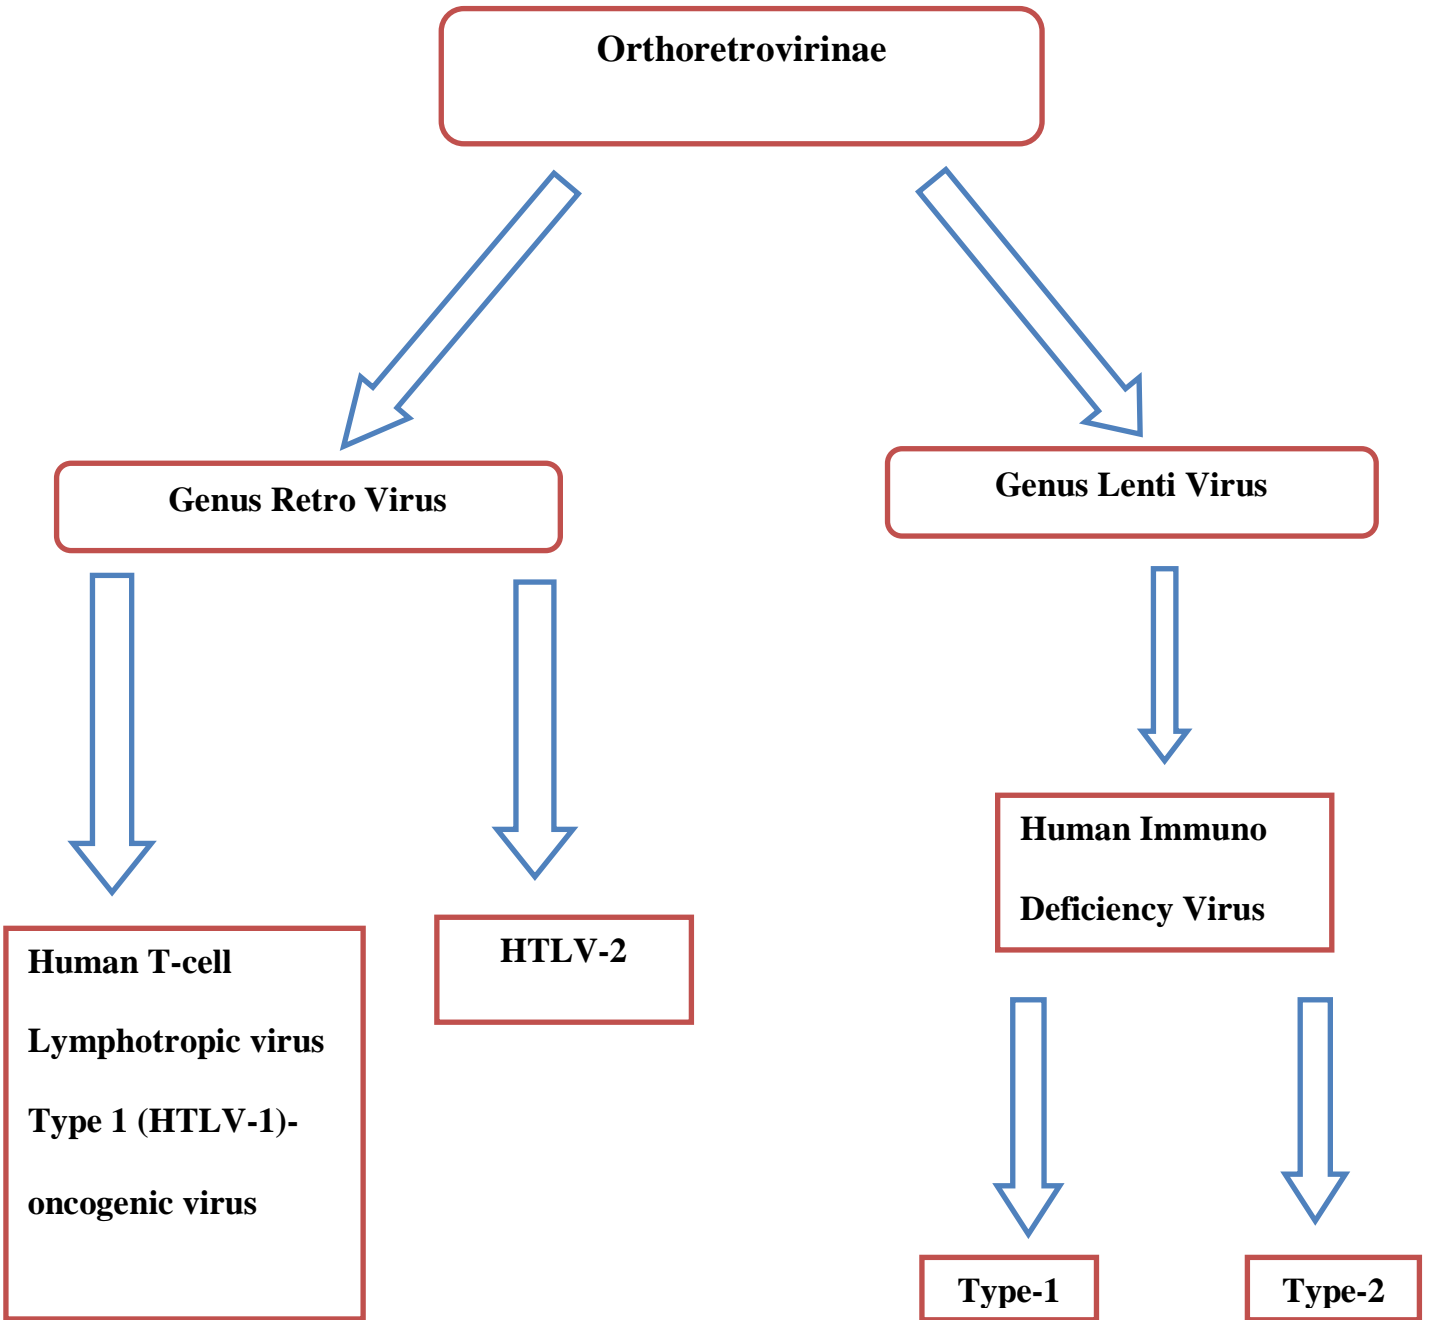 Orthoretrovirinae
Genus Retro Virus
Genus Lenti Virus
Human T-cell
Lymphotropic virus
Type 1 (HTLV-1)-
oncogenic virus
HTLV-2
Human Immuno
Deficiency Virus
Type-1
Type-2